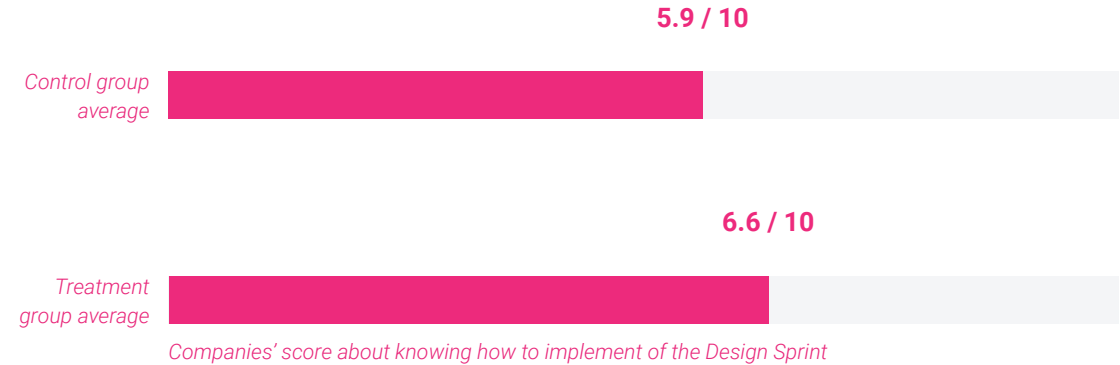 5.9 / 10
Control group
average
6.6 / 10
Treatment
group average
Companies' score about knowing how to implement of the Design Sprint